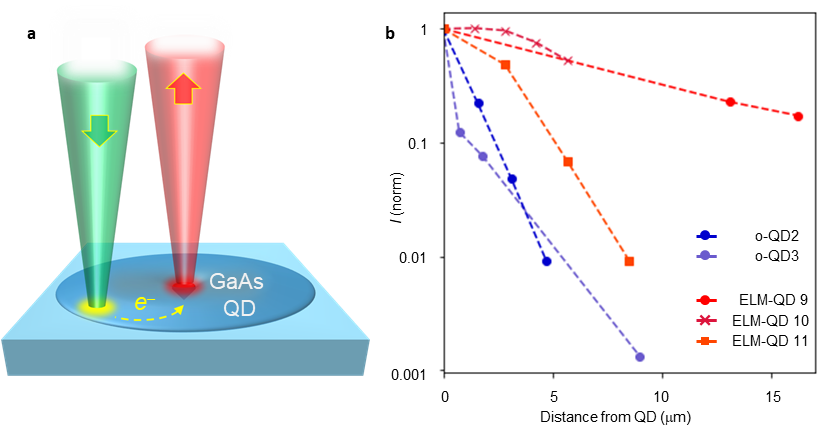 a
GaAs
QD
e–
b
I (norm)
1
0.1
0.01
0.001
o-QD2
o-QD3
ELM-QD 9
ELM-QD 10
ELM-QD 11
0 5 10 15
Distance from QD (μm)